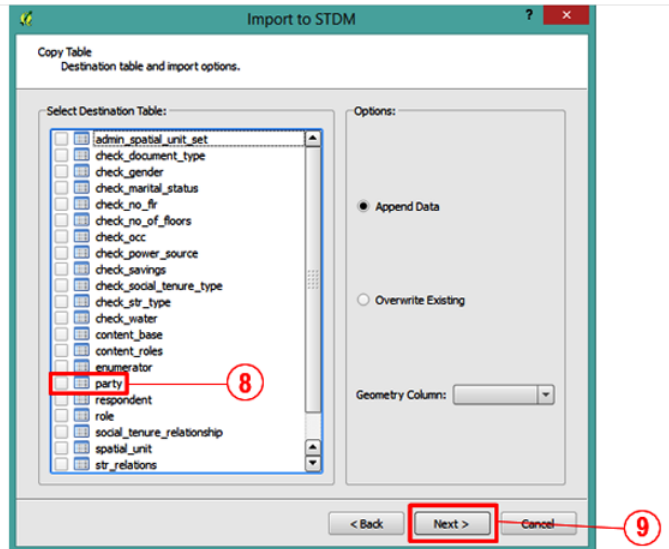 Import to STDM
?
×
Copy Table
Destination table and import options.
Select Destination Table:
admin_spatial_unit_set
check_document_type
check_gender
check_marital_status
check_no_flr
check_no_of_floors
check_occ
check_power_source
check_savings
check_social_tenure_type
check_str_type
check_water
content_base
content_roles
enumerator
party
8
respondent
role
social_tenure_relationship
spatial_unit
str_relations
Options:
Append Data
Overwrite Existing
Geometry Column:
< Back
Next >
Cancel
9